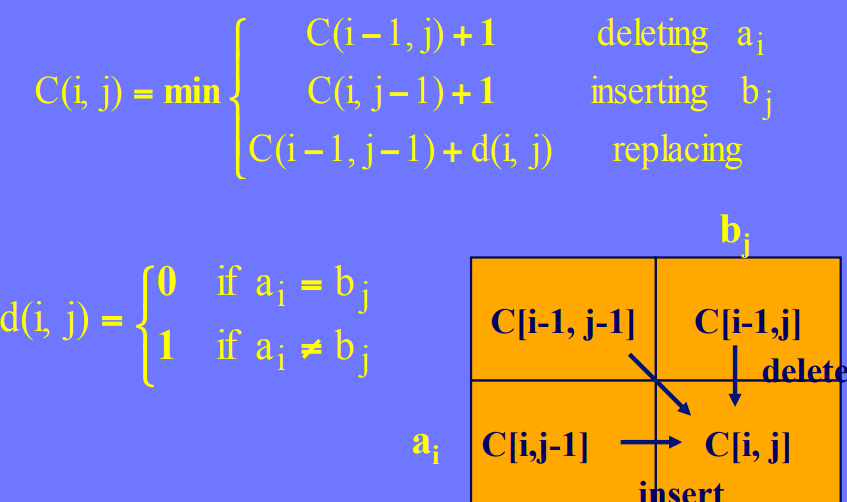 C(i − 1, j) + 1 deleting a_i
C(i, j) = min { C(i, j − 1) + 1 inserting b_j
C(i − 1, j − 1) + d(i, j) replacing
b_j
d(i, j) = { 0 if a_i = b_j
1 if a_i ≠ b_j
C[i-1, j-1] C[i-1,j]
delete
a_i C[i,j-1] C[i, j]
insert